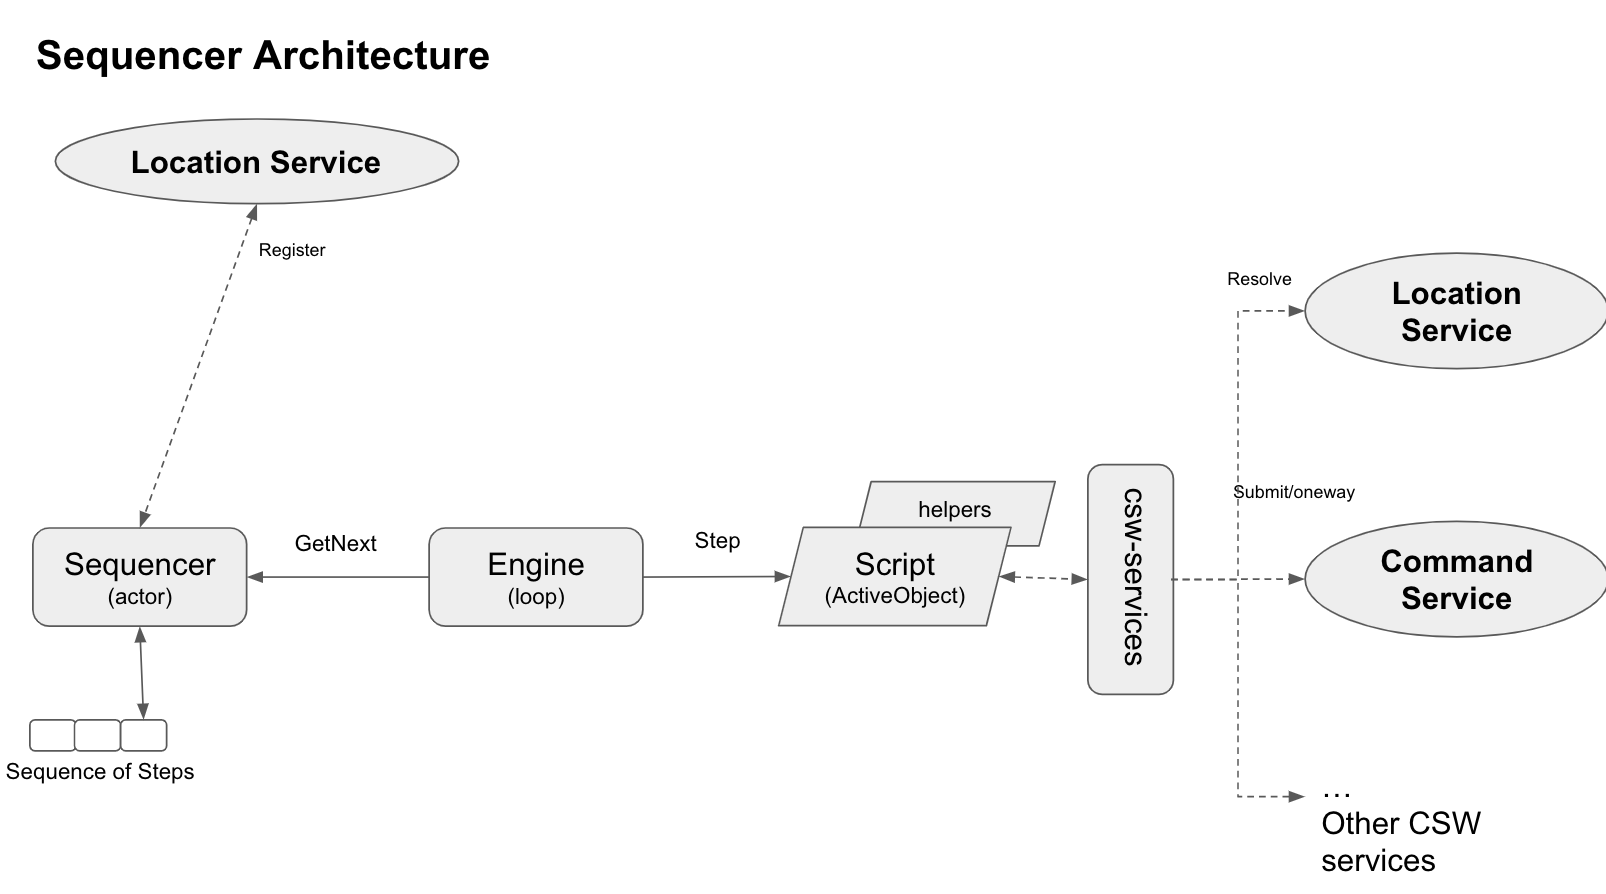 Sequencer Architecture
Location Service
Register
Resolve
Location
Service
Submit/oneway
helpers
csw-services
Sequencer
(actor)
GetNext
Engine
(loop)
Step
Script
(ActiveObject)
Command
Service
Sequence of Steps
...
Other CSW
services